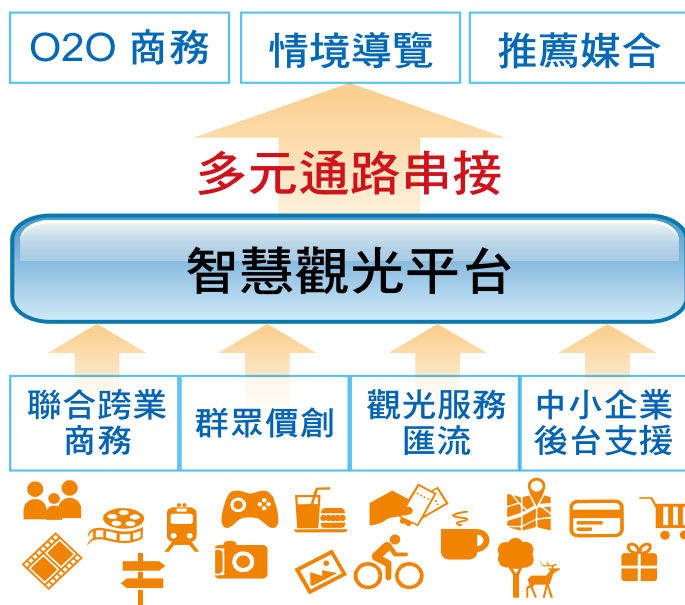 O2O 商務
情境導覽
推薦媒合
多元通路串接
智慧觀光平台
聯合跨業
商務
群眾價創
觀光服務
匯流
中小企業
後台支援